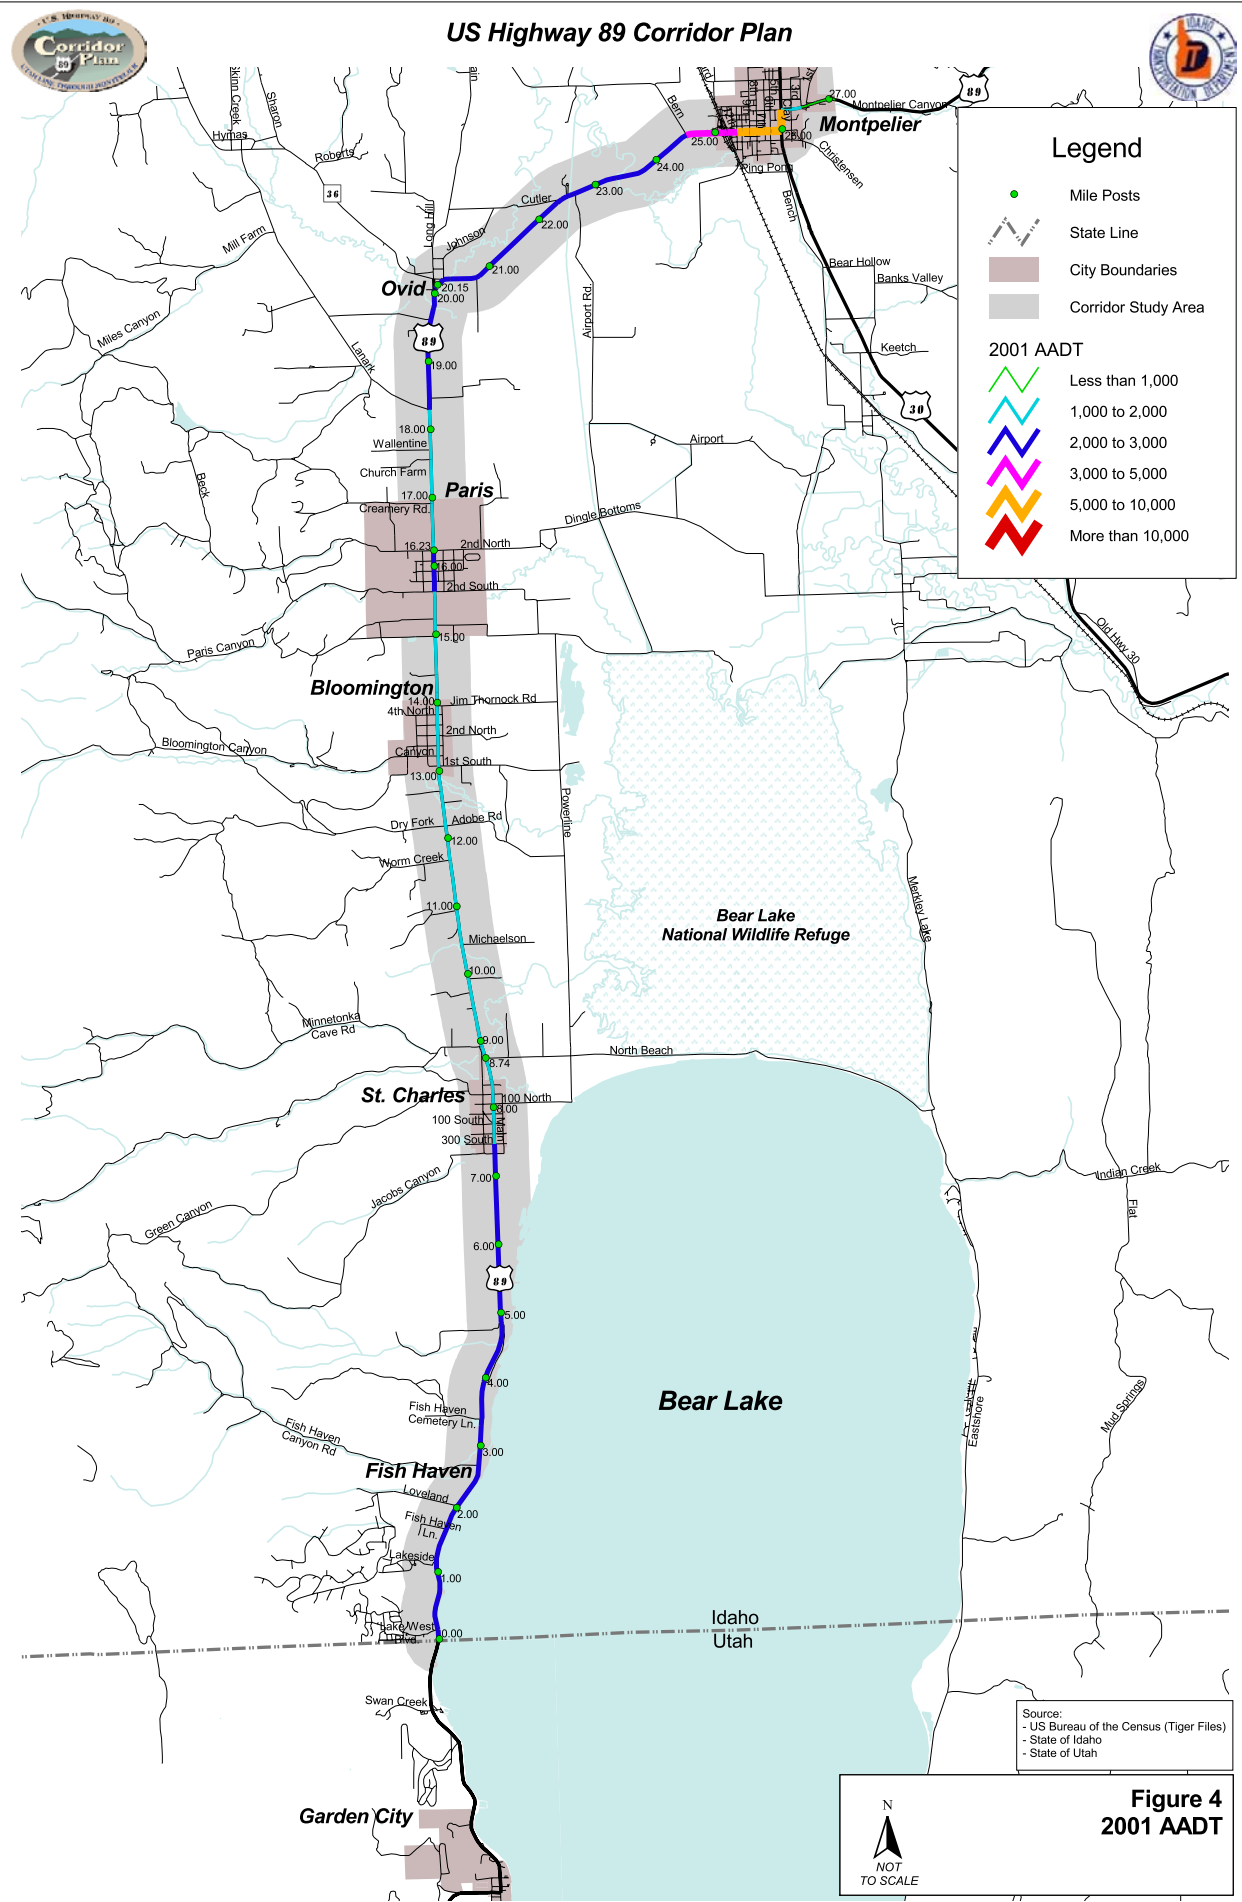 US Highway 89 Corridor Plan
U.S. HIGHWAY 89
Corridor
89 Plan
IDAHO
TRANSPORTATION DEPARTMENT
Legend
Mile Posts
State Line
City Boundaries
Corridor Study Area
2001 AADT
Less than 1,000
1,000 to 2,000
2,000 to 3,000
3,000 to 5,000
5,000 to 10,000
More than 10,000
Sharon
Hymas
Roberts
36
Long Hill
Johnson
Cutler
Mill Farm
Miles Canyon
Lanark
Bern
27.00
Montpelier Canyon
89
Montpelier
25.00
26.00
Ping Pong
Christensen
Bench
24.00
23.00
22.00
21.00
Bear Hollow
Banks Valley
Keetch
30
Airport Rd.
Airport
Ovid
20.15
20.00
89
19.00
18.00
Wallentine
Church Farm
17.00
Paris
Creamery Rd.
16.23
2nd North
16.00
2nd South
Dingle Bottoms
Beck
15.00
Paris Canyon
Old Hwy 30
Bloomington
14.00
Jim Thornock Rd
4th North
2nd North
Canyon
1st South
13.00
Bloomington Canyon
Powerline
Dry Fork
Adobe Rd
12.00
Worm Creek
11.00
Michaelson
10.00
Merkley Lake
Bear Lake
National Wildlife Refuge
Minnetonka
Cave Rd
9.00
8.74
North Beach
St. Charles
100 North
8.00
100 South
Main
300 South
7.00
Jacobs Canyon
Green Canyon
Indian Creek
Flat
6.00
89
5.00
4.00
Fish Haven
Cemetery Ln.
Bear Lake
Mud Springs
Eastshore
Fish Haven
Canyon Rd
3.00
Fish Haven
Loveland
2.00
Fish Haven
Ln.
Lakeside
1.00
Lake West
Blvd.
0.00
Idaho
Utah
Swan Creek
Garden City
Source:
- US Bureau of the Census (Tiger Files)
- State of Idaho
- State of Utah
N
NOT
TO SCALE
Figure 4
2001 AADT